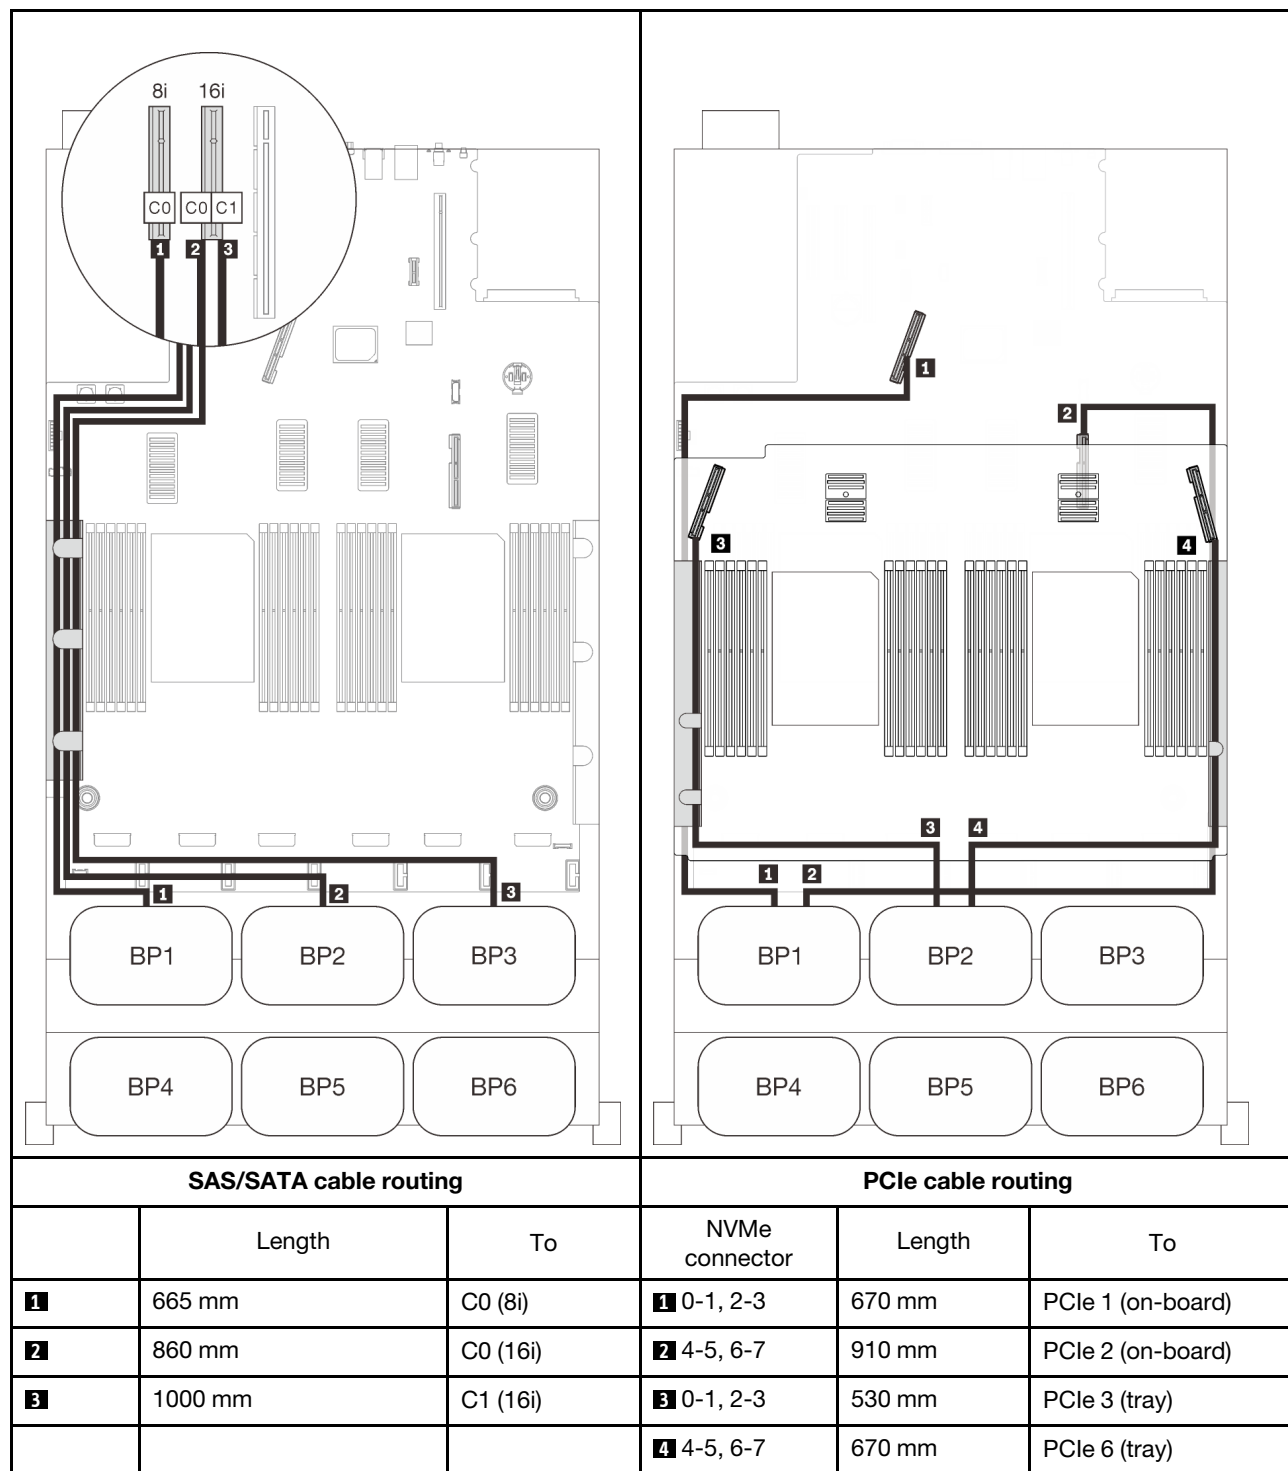 8i 16i
C0 C0 C1
1 2 3
1 2 3
BP1 BP2 BP3
BP4 BP5 BP6
1
2
3 4
3 4
1 2
BP1 BP2 BP3
BP4 BP5 BP6
SAS/SATA cable routing PCIe cable routing
Length To NVMe connector Length To
1 665 mm C0 (8i) 1 0-1, 2-3 670 mm PCIe 1 (on-board)
2 860 mm C0 (16i) 2 4-5, 6-7 910 mm PCIe 2 (on-board)
3 1000 mm C1 (16i) 3 0-1, 2-3 530 mm PCIe 3 (tray)
4 4-5, 6-7 670 mm PCIe 6 (tray)